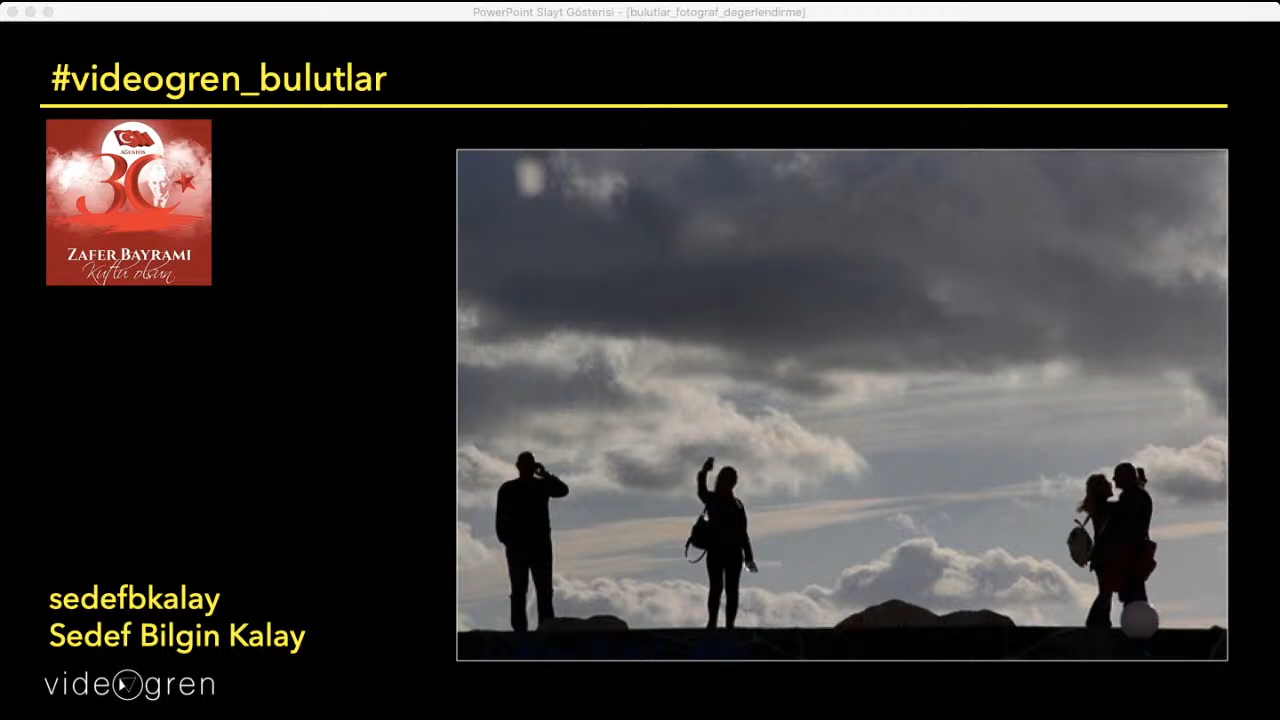 PowerPoint Slayt Gösterisi - [bulutlar_fotograf_degerlendirme]
#videogren_bulutlar
AĞUSTOS
30
ZAFER BAYRAMI
Kutlu olsun
sedefbkalay
Sedef Bilgin Kalay
videogren